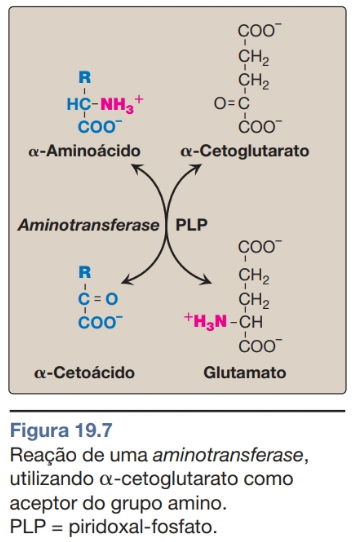 COO⁻
CH₂
CH₂
O=C
COO⁻
R
HC-NH₃⁺
COO⁻
α-Aminoácido
α-Cetoglutarato
Aminotransferase
PLP
R
C=O
COO⁻
COO⁻
CH₂
CH₂
⁺H₃N-CH
COO⁻
α-Cetoácido
Glutamato
Figura 19.7
Reação de uma aminotransferase,
utilizando α-cetoglutarato como
aceptor do grupo amino.
PLP = piridoxal-fosfato.